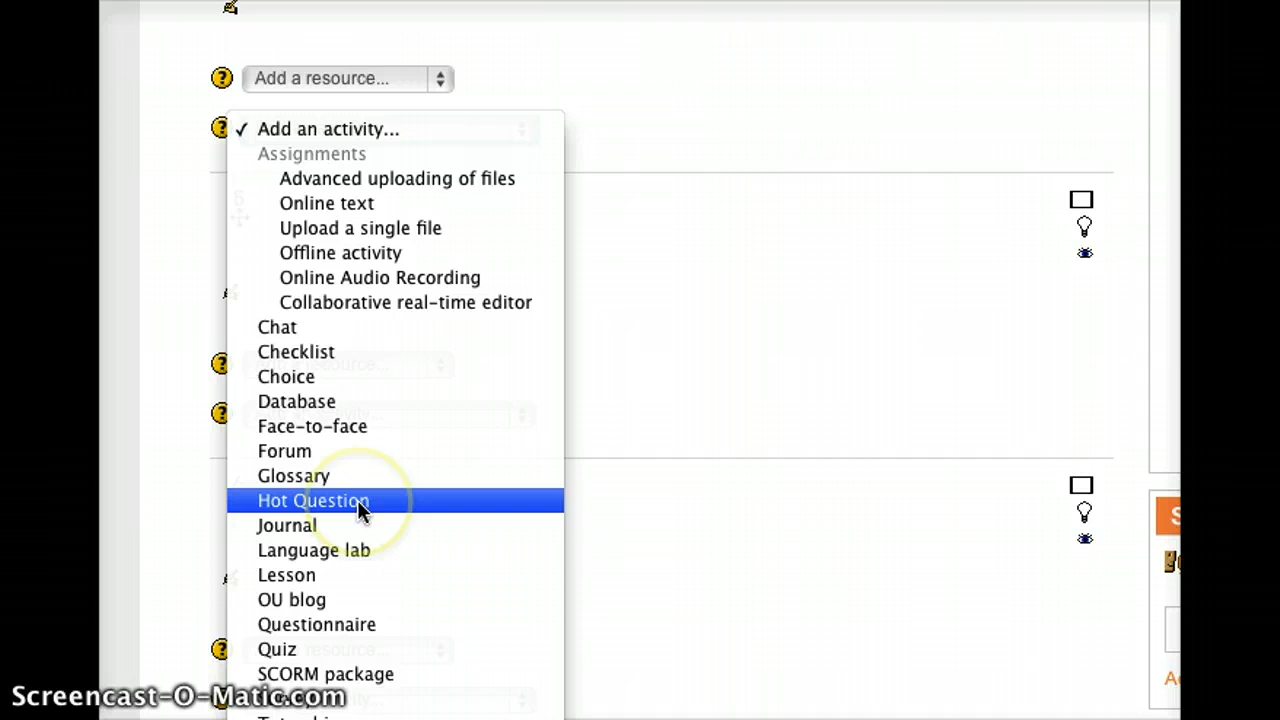 Add a resource...
Add an activity...
Assignments
Advanced uploading of files
Online text
Upload a single file
Offline activity
Online Audio Recording
Collaborative real-time editor
Chat
Checklist
Choice
Database
Face-to-face
Forum
Glossary
Hot Question
Journal
Language lab
Lesson
OU blog
Questionnaire
Quiz
SCORM package
Screencast-O-Matic.com